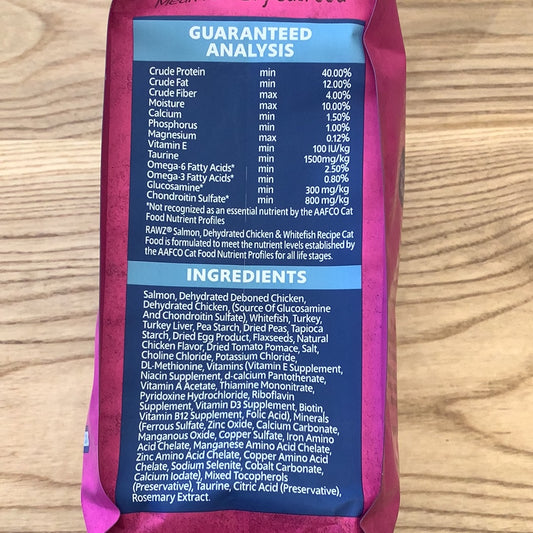 GUARANTEED
ANALYSIS
Crude Protein min 40.00%
Crude Fat min 12.00%
Crude Fiber max 4.00%
Moisture max 10.00%
Calcium min 1.50%
Phosphorus min 1.00%
Magnesium max 0.12%
Vitamin E min 100 IU/kg
Taurine min 1500mg/kg
Omega-6 Fatty Acids* min 2.50%
Omega-3 Fatty Acids* min 0.80%
Glucosamine* min 300 mg/kg
Chondroitin Sulfate* min 800 mg/kg
*Not recognized as an essential nutrient by the AAFCO Cat
Food Nutrient Profiles
RAWZ® Salmon, Dehydrated Chicken & Whitefish Recipe Cat
Food is formulated to meet the nutrient levels established by
the AAFCO Cat Food Nutrient Profiles for all life stages.
INGREDIENTS
Salmon, Dehydrated Deboned Chicken,
Dehydrated Chicken, (Source Of Glucosamine
And Chondroitin Sulfate), Whitefish, Turkey,
Turkey Liver, Pea Starch, Dried Peas, Tapioca
Starch, Dried Egg Product, Flaxseeds, Natural
Chicken Flavor, Dried Tomato Pomace, Salt,
Choline Chloride, Potassium Chloride,
DL-Methionine, Vitamins (Vitamin E Supplement,
Niacin Supplement, d-calcium Pantothenate,
Vitamin A Acetate, Thiamine Mononitrate,
Pyridoxine Hydrochloride, Riboflavin
Supplement, Vitamin D3 Supplement, Biotin,
Vitamin B12 Supplement, Folic Acid), Minerals
(Ferrous Sulfate, Zinc Oxide, Calcium Carbonate,
Manganous Oxide, Copper Sulfate, Iron Amino
Acid Chelate, Manganese Amino Acid Chelate,
Zinc Amino Acid Chelate, Copper Amino Acid
Chelate, Sodium Selenite, Cobalt Carbonate,
Calcium Iodate), Mixed Tocopherols
(Preservative), Taurine, Citric Acid (Preservative),
Rosemary Extract.